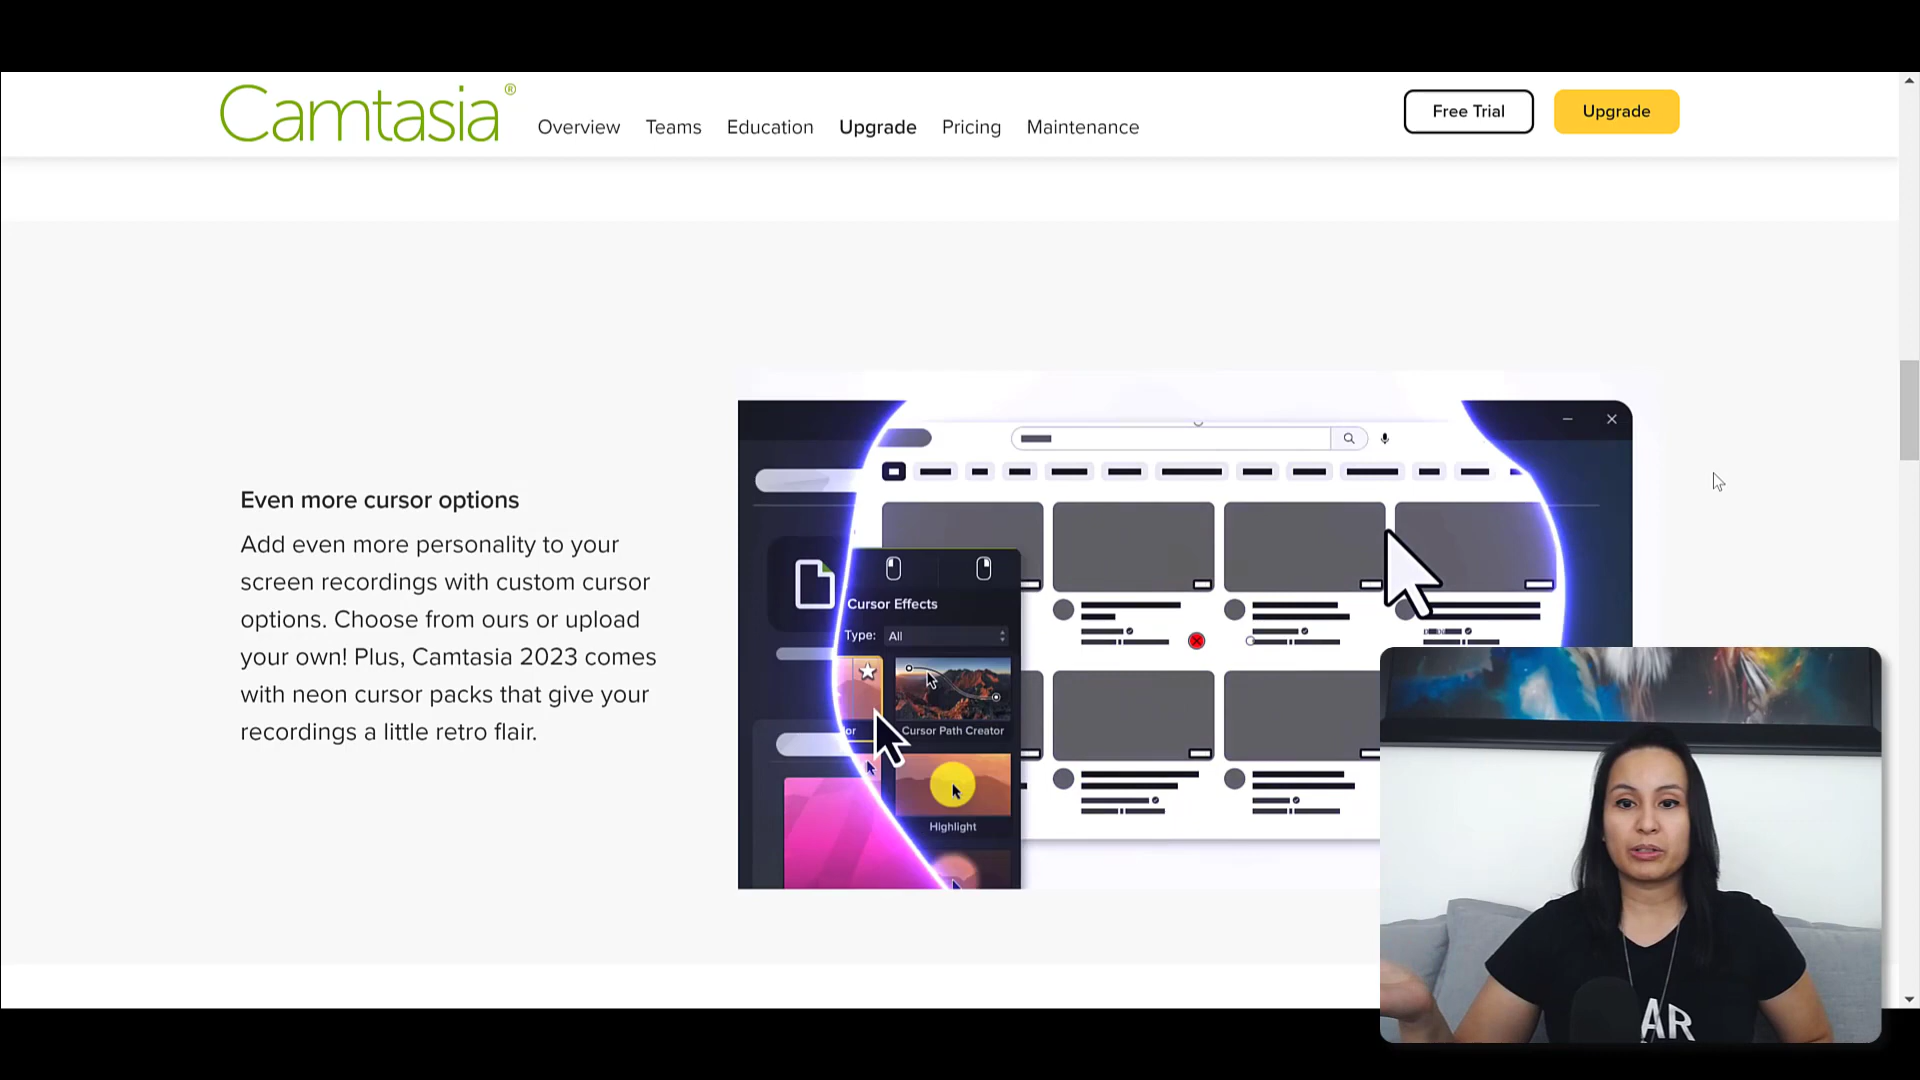 Camtasia®
Overview Teams Education Upgrade Pricing Maintenance
Free Trial
Upgrade
Even more cursor options
Add even more personality to your
screen recordings with custom cursor
options. Choose from ours or upload
your own! Plus, Camtasia 2023 comes
with neon cursor packs that give your
recordings a little retro flair.
Cursor Effects
Type: All
or
Cursor Path Creator
Highlight
AR